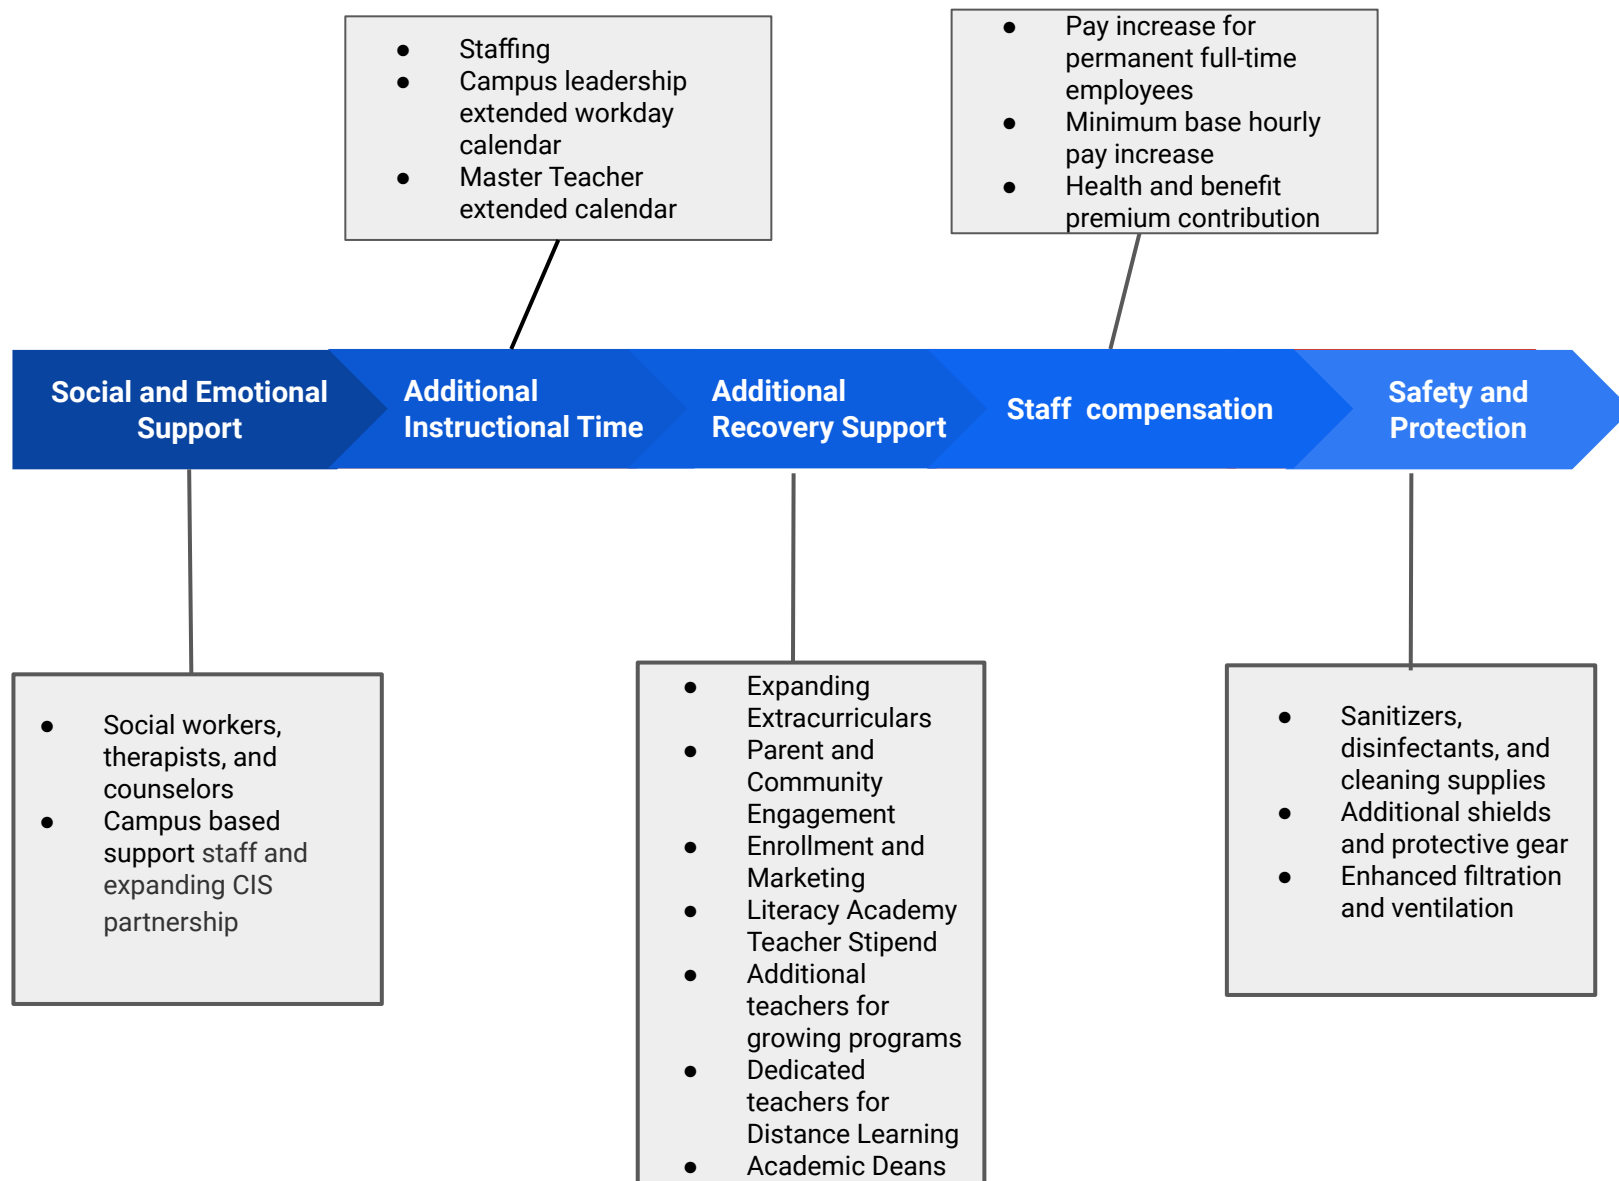 ● Staffing
● Campus leadership
extended workday
calendar
● Master Teacher
extended calendar
● Pay increase for
permanent full-time
employees
● Minimum base hourly
pay increase
● Health and benefit
premium contribution
Social and Emotional
Support
Additional
Instructional Time
Additional
Recovery Support
Staff compensation
Safety and
Protection
● Social workers,
therapists, and
counselors
● Campus based
support staff and
expanding CIS
partnership
● Expanding
Extracurriculars
● Parent and
Community
Engagement
● Enrollment and
Marketing
● Literacy Academy
Teacher Stipend
● Additional
teachers for
growing programs
● Dedicated
teachers for
Distance Learning
● Academic Deans
● Sanitizers,
disinfectants, and
cleaning supplies
● Additional shields
and protective gear
● Enhanced filtration
and ventilation